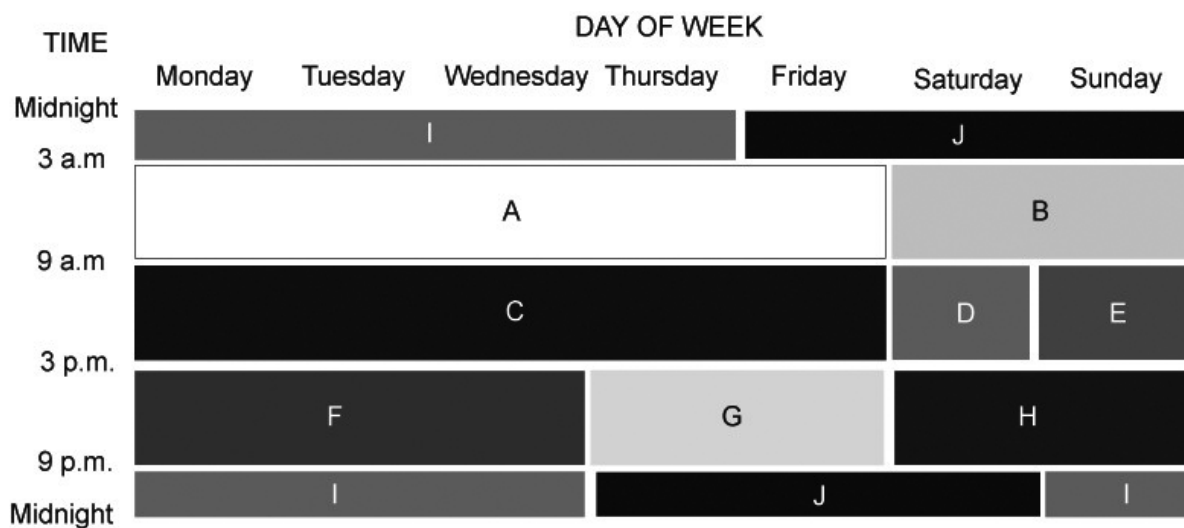 DAY OF WEEK
TIME
Monday Tuesday Wednesday Thursday Friday Saturday Sunday
Midnight
I J
3 a.m
A B
9 a.m
C D E
3 p.m.
F G H
9 p.m.
I J I
Midnight